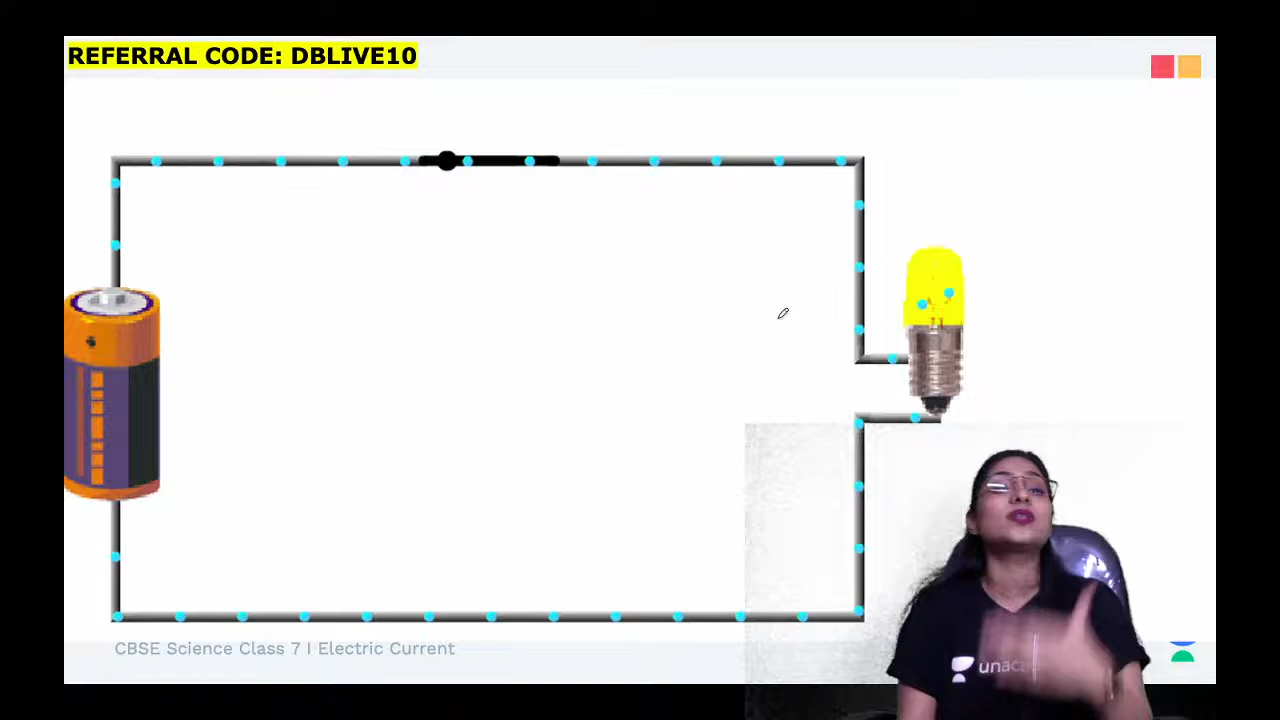 REFERRAL CODE: DBLIVE10
CBSE Science Class 7 I Electric Current